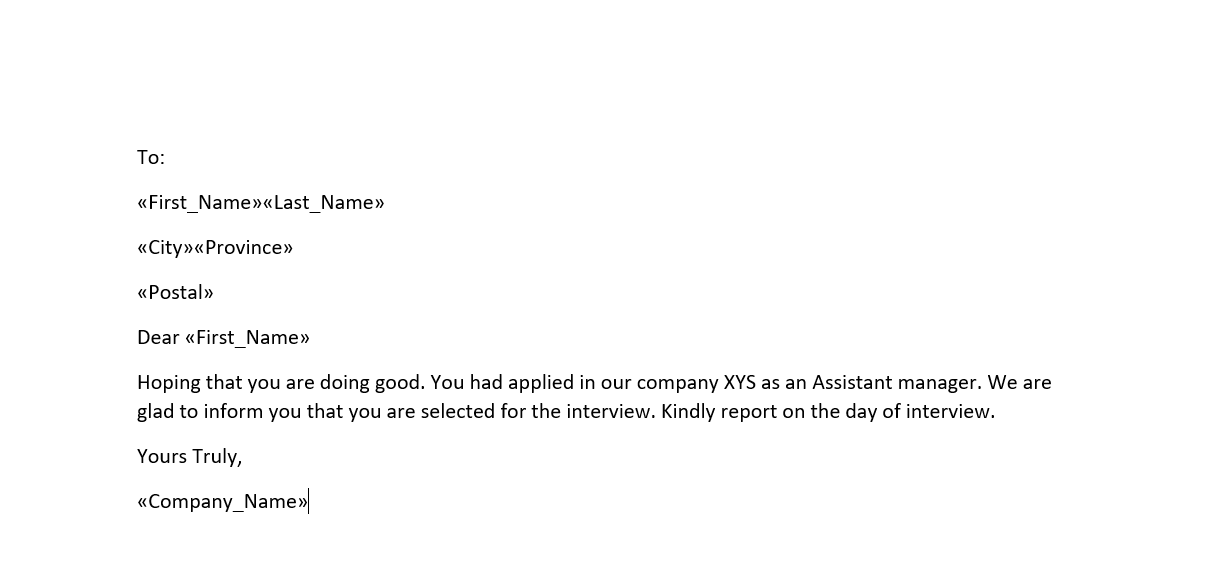 To:
«First_Name»«Last_Name»
«City»«Province»
«Postal»
Dear «First_Name»
Hoping that you are doing good. You had applied in our company XYS as an Assistant manager. We are
glad to inform you that you are selected for the interview. Kindly report on the day of interview.
Yours Truly,
«Company_Name»